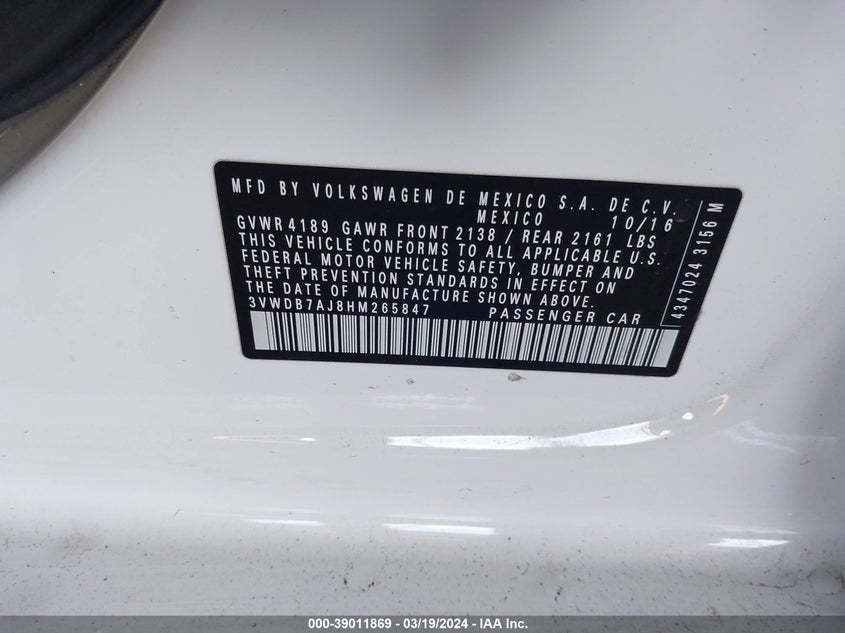 MFD BY VOLKSWAGEN DE MEXICO S.A. DE C.V.
MEXICO 10/16
GVWR 4189 GAWR FRONT 2138 / REAR 2161 LBS
THIS VEHICLE CONFORMS TO ALL APPLICABLE U.S.
FEDERAL MOTOR VEHICLE SAFETY, BUMPER AND
THEFT PREVENTION STANDARDS IN EFFECT ON
THE DATE OF MANUFACTURE SHOWN ABOVE.
3VWDB7AJ8HM265847 PASSENGER CAR
4347024 3156 M
000-39011869 - 03/19/2024 - IAA Inc.